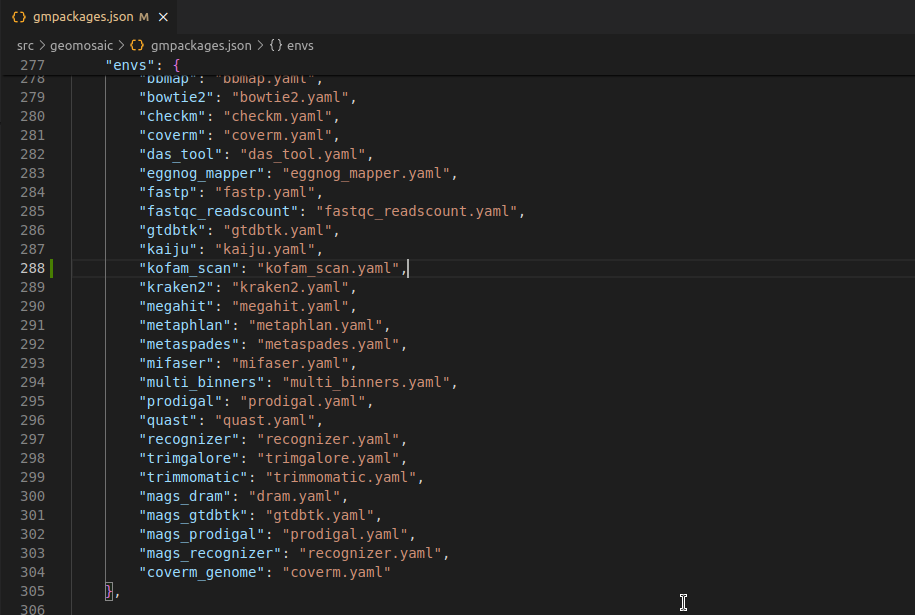 {} gmpackages.json M ×
src > geomosaic > {} gmpackages.json > {} envs
277 "envs": {
278 "bbmap": "bbmap.yaml",
279 "bowtie2": "bowtie2.yaml",
280 "checkm": "checkm.yaml",
281 "coverm": "coverm.yaml",
282 "das_tool": "das_tool.yaml",
283 "eggnog_mapper": "eggnog_mapper.yaml",
284 "fastp": "fastp.yaml",
285 "fastqc_readscount": "fastqc_readscount.yaml",
286 "gtdbtk": "gtdbtk.yaml",
287 "kaiju": "kaiju.yaml",
288 "kofam_scan": "kofam_scan.yaml",
289 "kraken2": "kraken2.yaml",
290 "megahit": "megahit.yaml",
291 "metaphlan": "metaphlan.yaml",
292 "metaspades": "metaspades.yaml",
293 "mifaser": "mifaser.yaml",
294 "multi_binners": "multi_binners.yaml",
295 "prodigal": "prodigal.yaml",
296 "quast": "quast.yaml",
297 "recognizer": "recognizer.yaml",
298 "trimgalore": "trimgalore.yaml",
299 "trimmomatic": "trimmomatic.yaml",
300 "mags_dram": "dram.yaml",
301 "mags_gtdbtk": "gtdbtk.yaml",
302 "mags_prodigal": "prodigal.yaml",
303 "mags_recognizer": "recognizer.yaml",
304 "coverm_genome": "coverm.yaml"
305 },
306